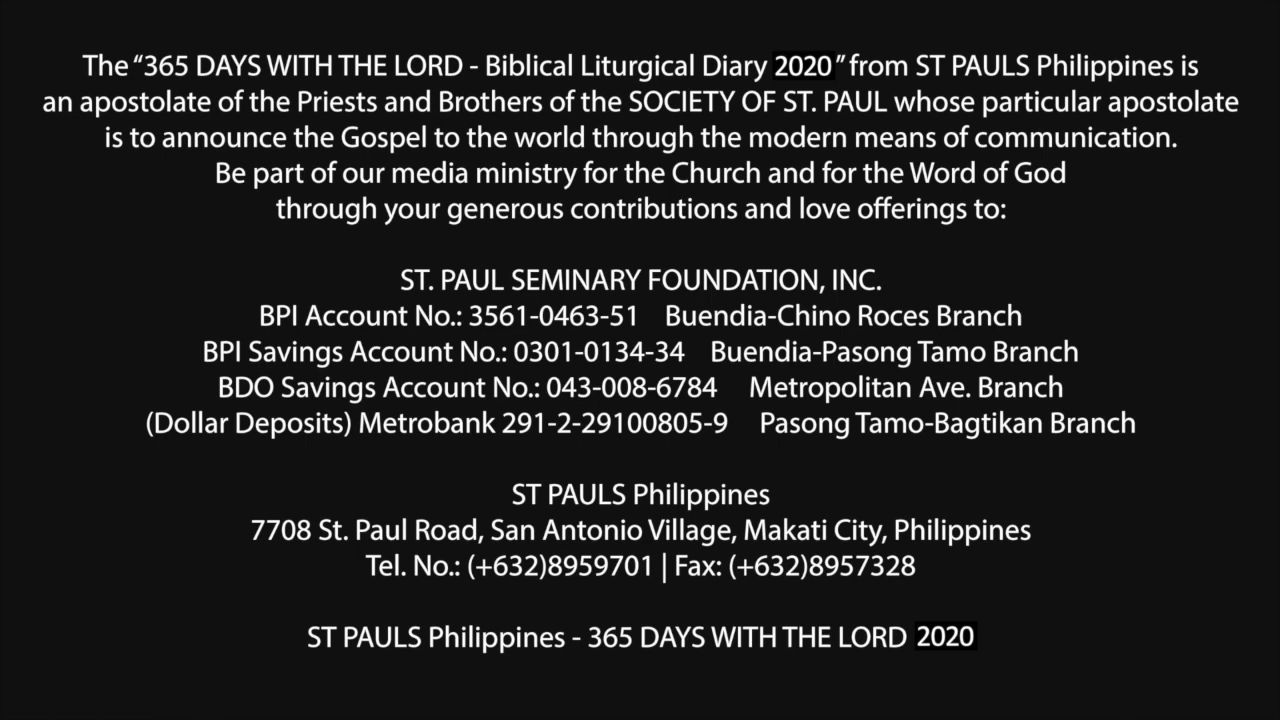 The “365 DAYS WITH THE LORD - Biblical Liturgical Diary 2020” from ST PAULS Philippines is
an apostolate of the Priests and Brothers of the SOCIETY OF ST. PAUL whose particular apostolate
is to announce the Gospel to the world through the modern means of communication.
Be part of our media ministry for the Church and for the Word of God
through your generous contributions and love offerings to:
ST. PAUL SEMINARY FOUNDATION, INC.
BPI Account No.: 3561-0463-51 Buendia-Chino Roces Branch
BPI Savings Account No.: 0301-0134-34 Buendia-Pasong Tamo Branch
BDO Savings Account No.: 043-008-6784 Metropolitan Ave. Branch
(Dollar Deposits) Metrobank 291-2-29100805-9 Pasong Tamo-Bagtikan Branch
ST PAULS Philippines
7708 St. Paul Road, San Antonio Village, Makati City, Philippines
Tel. No.: (+632)8959701 | Fax: (+632)8957328
ST PAULS Philippines - 365 DAYS WITH THE LORD 2020